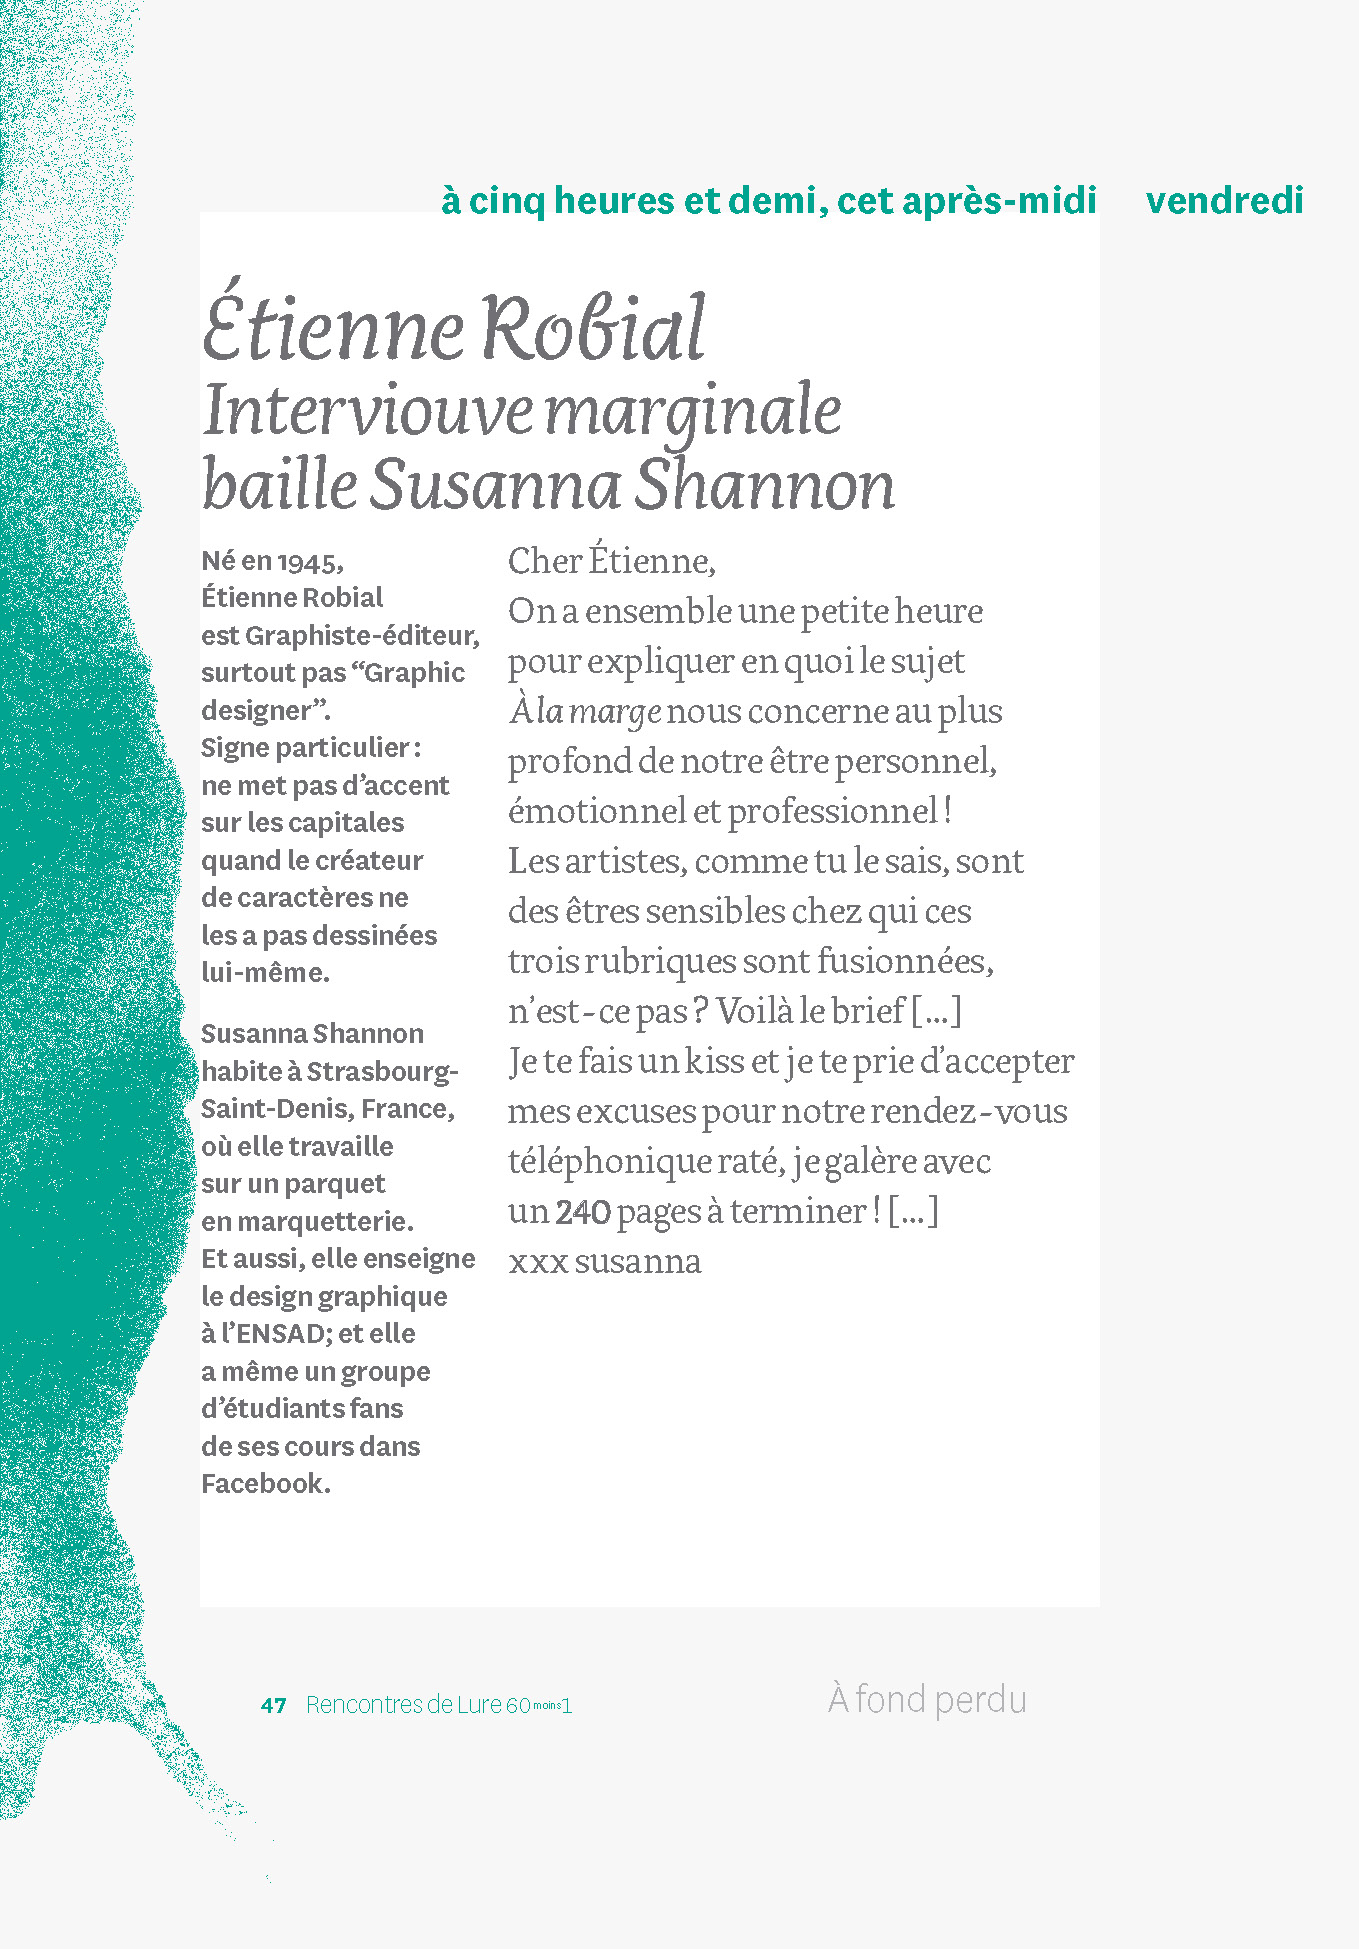 à cinq heures et demi, cet après-midi vendredi
Étienne Robial
Interviouve marginale
baille Susanna Shannon
Né en 1945,
Étienne Robial
est Graphiste-éditeur,
surtout pas “Graphic
designer”.
Signe particulier :
ne met pas d’accent
sur les capitales
quand le créateur
de caractères ne
les a pas dessinées
lui-même.
Susanna Shannon
habite à Strasbourg-
Saint-Denis, France,
où elle travaille
sur un parquet
en marquetterie.
Et aussi, elle enseigne
le design graphique
à l’ENSAD; et elle
a même un groupe
d’étudiants fans
de ses cours dans
Facebook.
Cher Étienne,
On a ensemble une petite heure
pour expliquer en quoi le sujet
À la marge nous concerne au plus
profond de notre être personnel,
émotionnel et professionnel !
Les artistes, comme tu le sais, sont
des êtres sensibles chez qui ces
trois rubriques sont fusionnées,
n’est-ce pas ? Voilà le brief […]
Je te fais un kiss et je te prie d’accepter
mes excuses pour notre rendez-vous
téléphonique raté, je galère avec
un 240 pages à terminer ! […]
xxx susanna
47 Rencontres de Lure 60 moins 1
À fond perdu